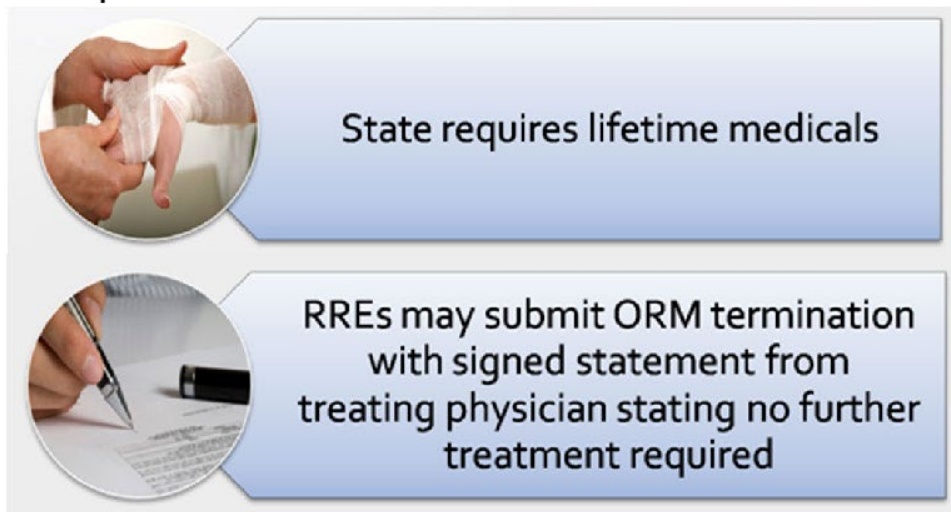 State requires lifetime medicals
RREs may submit ORM termination
with signed statement from
treating physician stating no further
treatment required